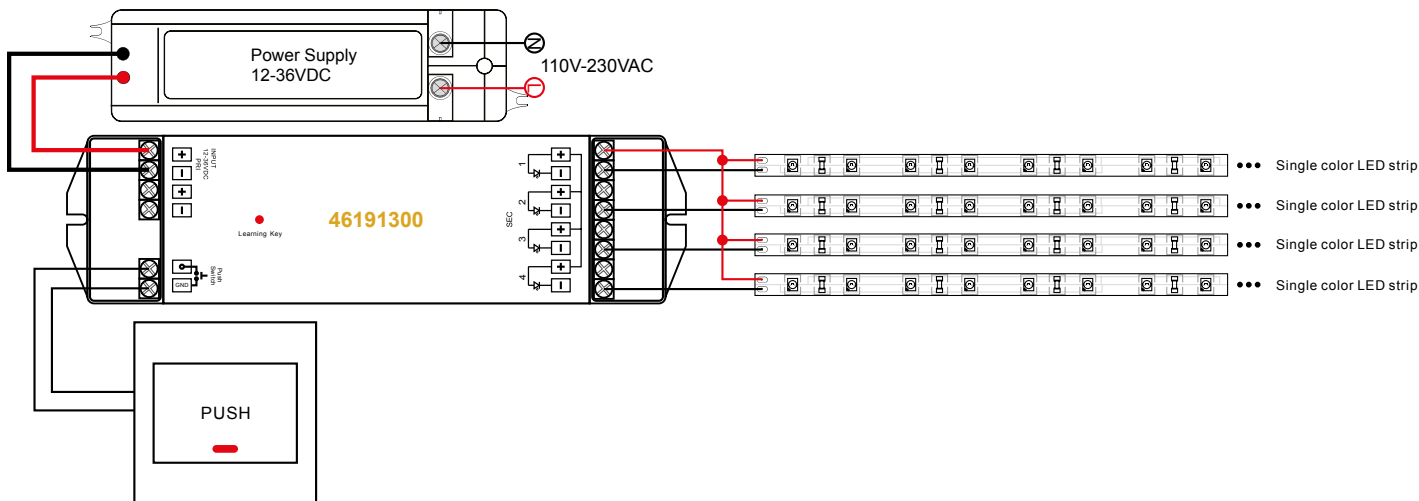 Power Supply
12-36VDC
N
110V-230VAC
L
INPUT
12-36VDC
PRI
+
-
+
-
Learning Key
46191300
SEC
1
+
-
2
+
-
3
+
-
4
+
-
Push
Switch
GND
Single color LED strip
Single color LED strip
Single color LED strip
Single color LED strip
PUSH